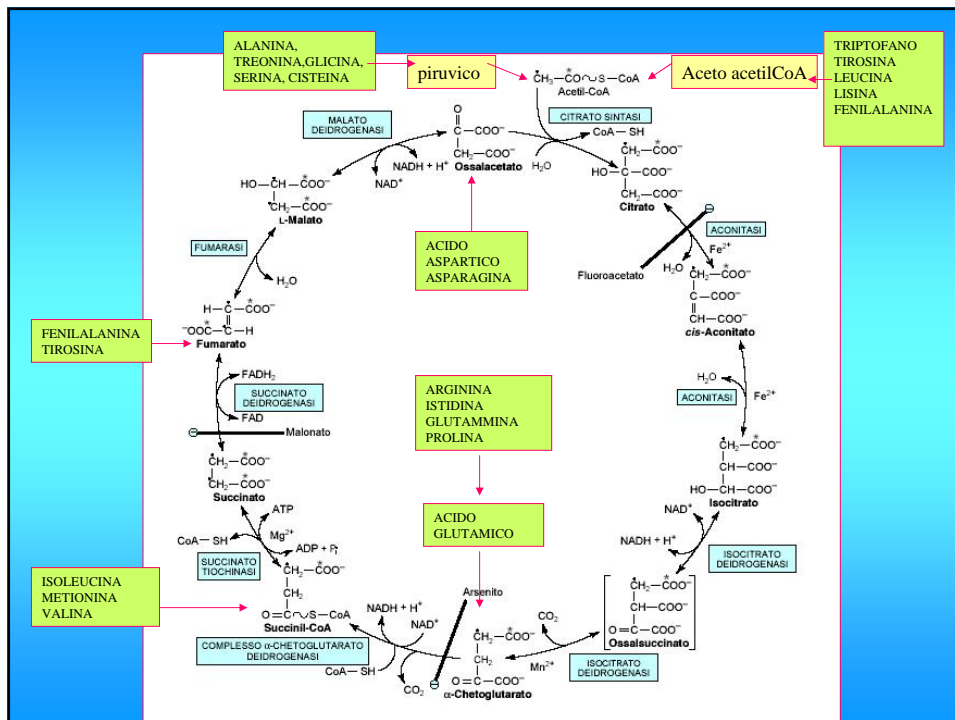 ALANINA,
TREONINA,GLICINA,
SERINA, CISTEINA
piruvico
Aceto acetilCoA
TRIPTOFANO
TIROSINA
LEUCINA
LISINA
FENILALANINA
*
CH₃—CO~S—CoA
Acetil-CoA
CITRATO SINTASI
CoA—SH
H₂O
MALATO
DEIDROGENASI
NADH + H⁺
NAD⁺
O
C—COO⁻
CH₂—COO⁻
Ossalacetato
*
CH₂—COO⁻
HO—C—COO⁻
CH₂—COO⁻
Citrato
ACONITASI
Fe²⁺
H₂O
Fluoroacetato
⊖
*
CH₂—COO⁻
C—COO⁻
CH—COO⁻
cis-Aconitato
H₂O
ACONITASI
Fe²⁺
*
CH₂—COO⁻
CH—COO⁻
HO—CH—COO⁻
Isocitrato
NAD⁺
NADH + H⁺
ISOCITRATO
DEIDROGENASI
*
CH₂—COO⁻
CH—COO⁻
O=C—COO⁻
Ossalsuccinato
CO₂
Mn²⁺
ISOCITRATO
DEIDROGENASI
*
CH₂—COO⁻
CH₂
O=C—COO⁻
α-Chetoglutarato
Arsenito
⊖
NADH + H⁺
NAD⁺
CoA—SH
CO₂
COMPLESSO α-CHETOGLUTARATO
DEIDROGENASI
*
CH₂—COO⁻
CH₂
O=C~S—CoA
Succinil-CoA
ATP
Mg²⁺
ADP + Pᵢ
CoA—SH
SUCCINATO
TIOCHINASI
*
CH₂—COO⁻
*
CH₂—COO⁻
Succinato
⊖
Malonato
FADH₂
SUCCINATO
DEIDROGENASI
FAD
*
H—C—COO⁻
*
⁻OOC—C—H
Fumarato
FUMARASI
H₂O
*
HO—CH—COO⁻
*
CH₂—COO⁻
L-Malato
ACIDO
ASPARTICO
ASPARAGINA
FENILALANINA
TIROSINA
ARGININA
ISTIDINA
GLUTAMMINA
PROLINA
ACIDO
GLUTAMICO
ISOLEUCINA
METIONINA
VALINA